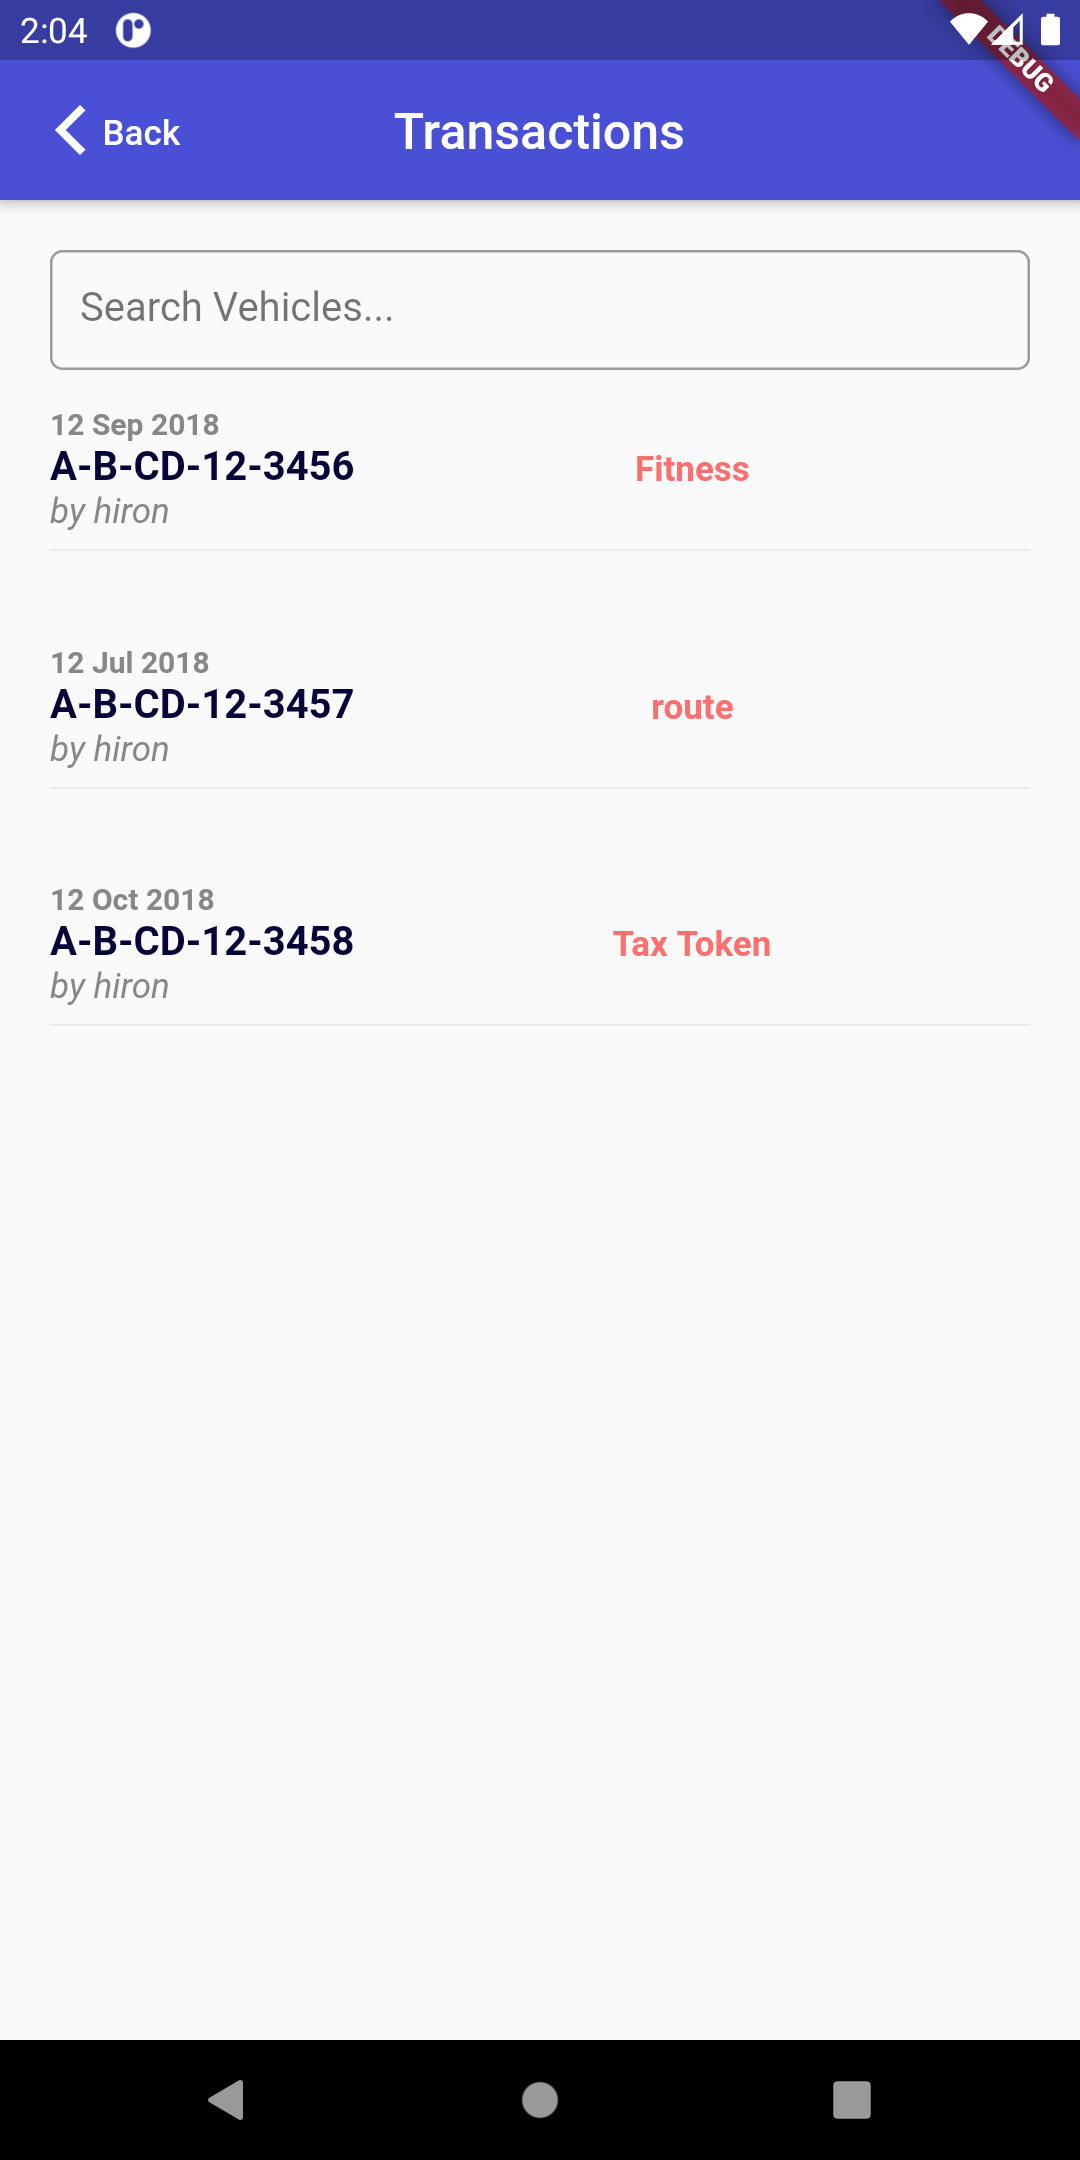 2:04
DEBUG
Back
Transactions
Search Vehicles...
12 Sep 2018
A-B-CD-12-3456
Fitness
by hiron
12 Jul 2018
A-B-CD-12-3457
route
by hiron
12 Oct 2018
A-B-CD-12-3458
Tax Token
by hiron